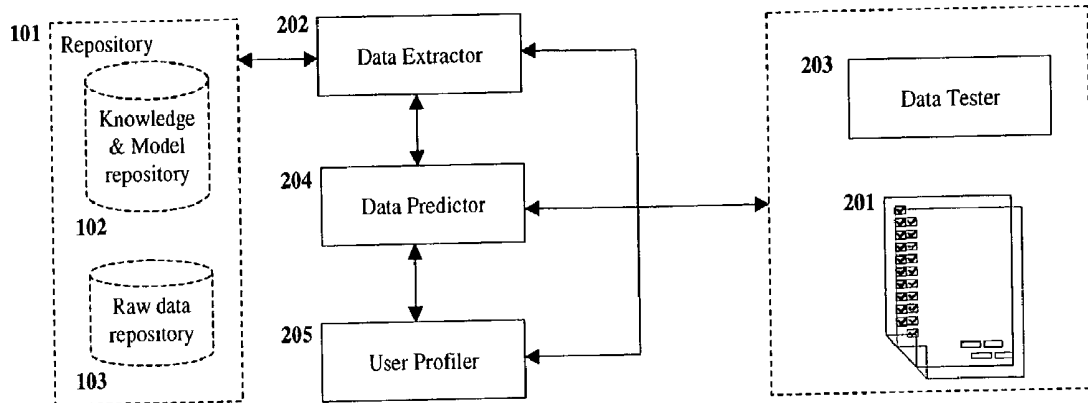 101
Repository
Knowledge
& Model
repository
102
Raw data
repository
103
202
Data Extractor
204
Data Predictor
205
User Profiler
203
Data Tester
201